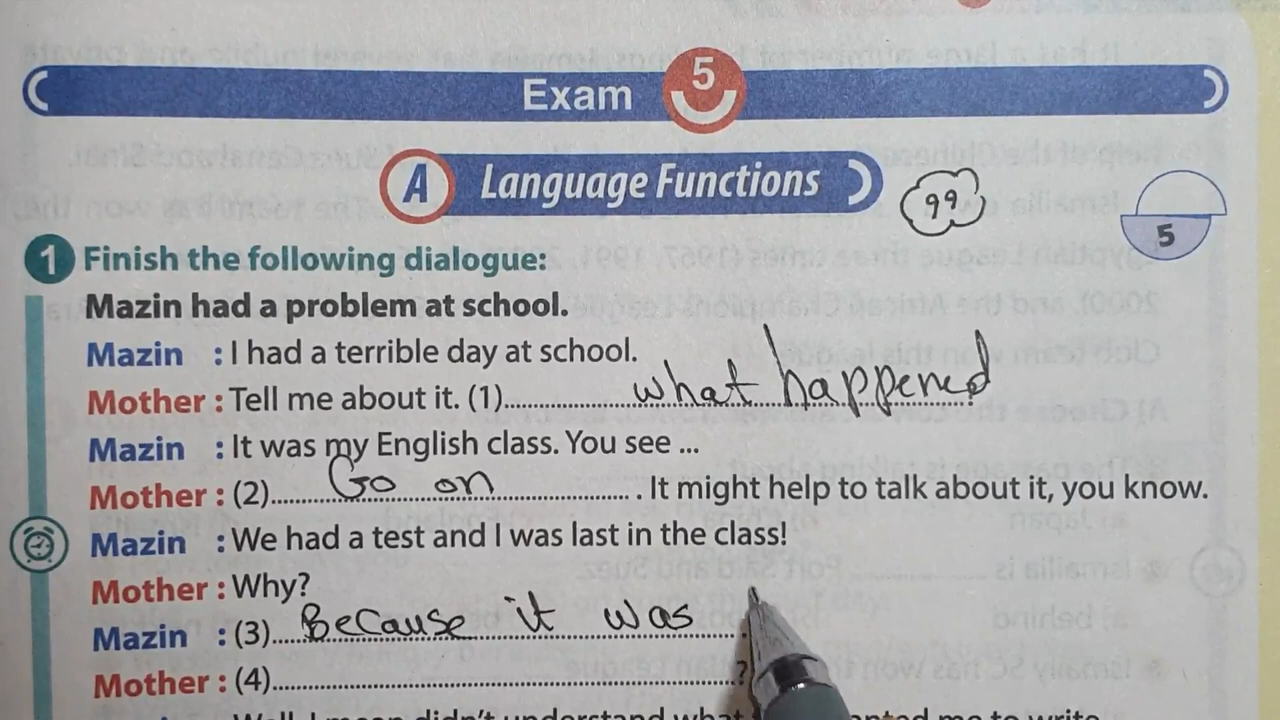 Exam 5
A Language Functions
99
5
1 Finish the following dialogue:
Mazin had a problem at school.
Mazin : I had a terrible day at school.
Mother : Tell me about it. (1).......... what happened
Mazin : It was my English class. You see ...
Mother : (2).......... Go on .......... . It might help to talk about it, you know.
Mazin : We had a test and I was last in the class!
Mother : Why?
Mazin : (3).......... Because it was ..........
Mother : (4)..........?